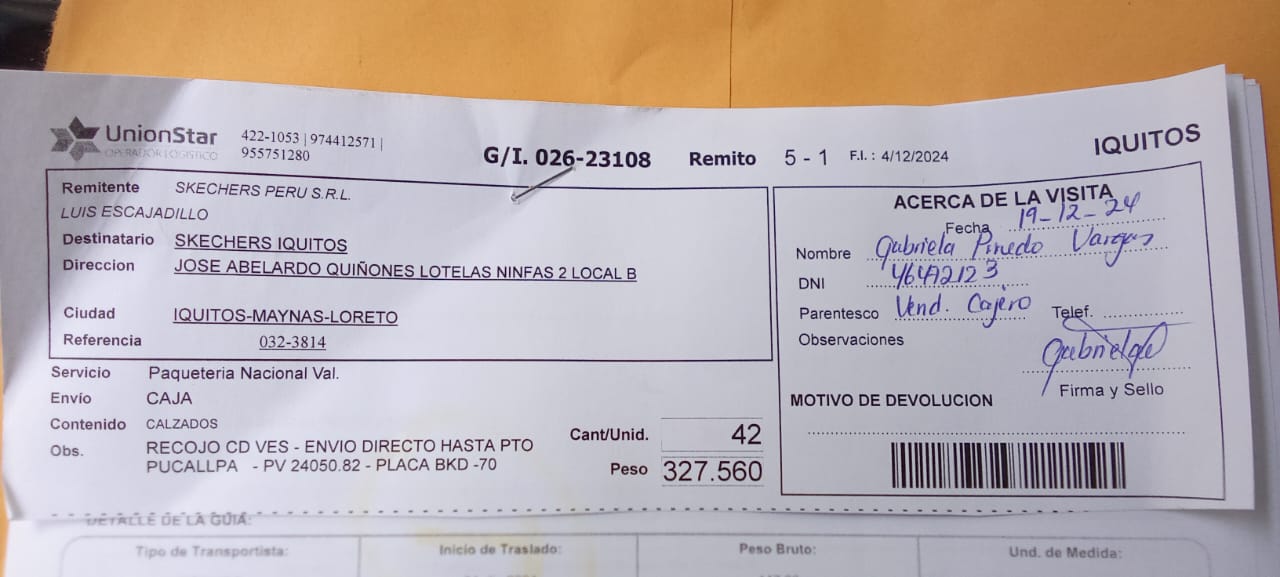 UnionStar
OPERADOR LOGISTICO
422-1053 | 974412571 |
955751280
G/I. 026-23108 Remito 5 - 1 F.I. : 4/12/2024
IQUITOS
Remitente SKECHERS PERU S.R.L.
LUIS ESCAJADILLO
Destinatario SKECHERS IQUITOS
Direccion JOSE ABELARDO QUIÑONES LOTELAS NINFAS 2 LOCAL B
Ciudad IQUITOS-MAYNAS-LORETO
Referencia 032-3814
Servicio Paqueteria Nacional Val.
Envío CAJA
Contenido CALZADOS
Obs. RECOJO CD VES - ENVIO DIRECTO HASTA PTO
PUCALLPA - PV 24050.82 - PLACA BKD -70
Cant/Unid. 42
Peso 327.560
ACERCA DE LA VISITA
Fecha 19-12-24
Nombre Gabriela Pinedo Vargas
DNI 46472123
Parentesco Vend. Cajero Telef.
Observaciones
Gabriela
Firma y Sello
MOTIVO DE DEVOLUCION
DETALLE DE LA GUIA:
Tipo de Transportista: Inicio de Traslado: Peso Bruto: Und. de Medida: